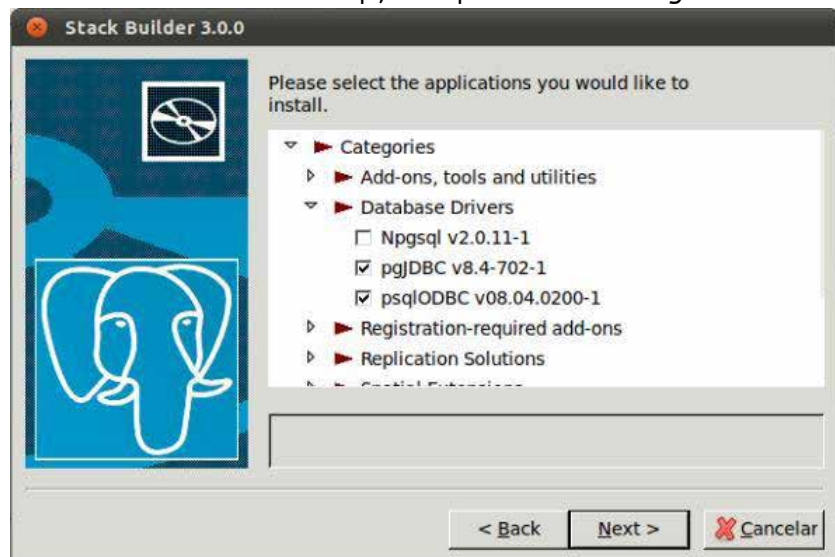 Stack Builder 3.0.0
Please select the applications you would like to
install.
Categories
Add-ons, tools and utilities
Database Drivers
Npgsql v2.0.11-1
pgJDBC v8.4-702-1
psqlODBC v08.04.0200-1
Registration-required add-ons
Replication Solutions
Spatial Extensions
< Back Next > Cancelar